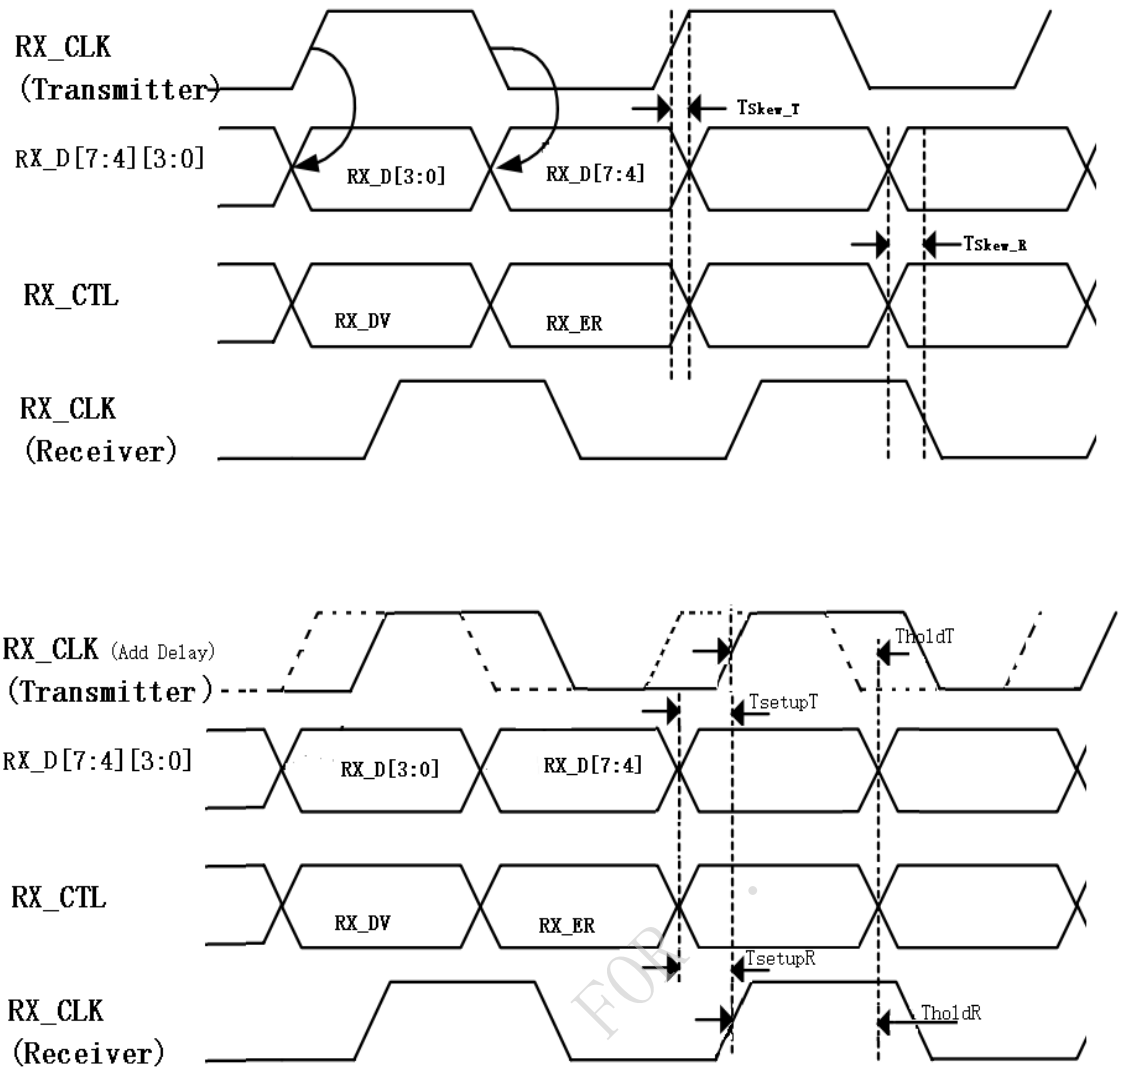 RX_CLK
(Transmitter)
Tskew_T
RX_D[7:4][3:0]
RX_D[3:0]
RX_D[7:4]
Tskew_R
RX_CTL
RX_DV
RX_ER
RX_CLK
(Receiver)
RX_CLK (Add Delay)
(Transmitter)
TholdT
TsetupT
RX_D[7:4][3:0]
RX_D[3:0]
RX_D[7:4]
RX_CTL
RX_DV
RX_ER
FOR
TsetupR
RX_CLK
(Receiver)
TholdR